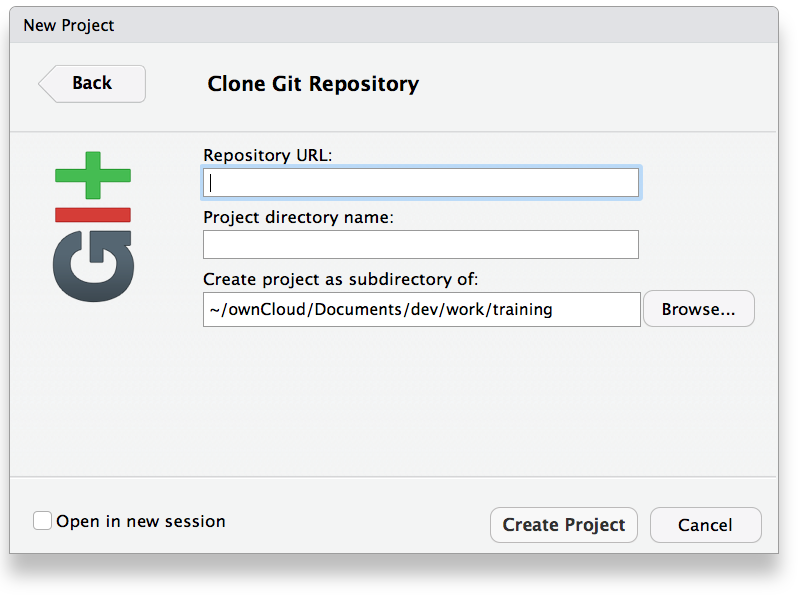 New Project
Back
Clone Git Repository
Repository URL:
Project directory name:
Create project as subdirectory of:
~/ownCloud/Documents/dev/work/training
Browse...
GIT
Open in new session
Create Project
Cancel